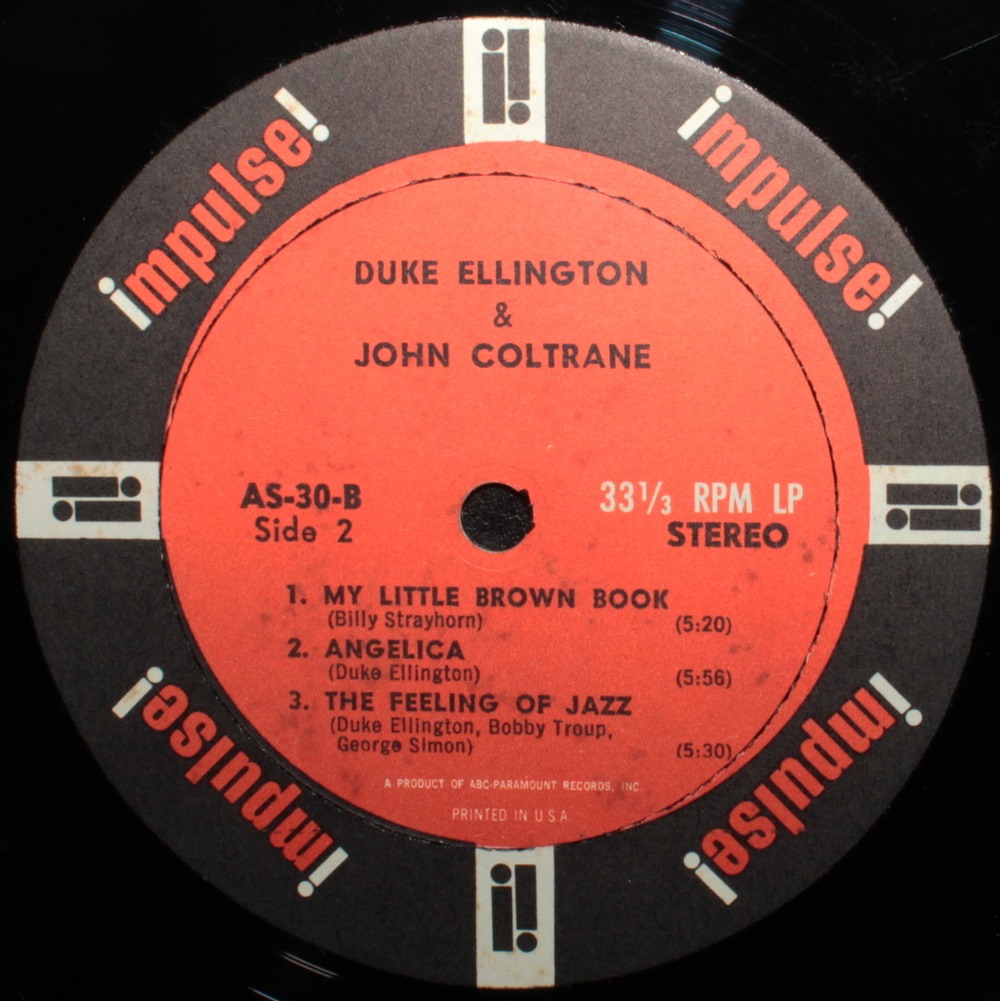 impulse!
impulse!
DUKE ELLINGTON
&
JOHN COLTRANE
AS-30-B
Side 2
33 1/3 RPM LP
STEREO
1. MY LITTLE BROWN BOOK
(Billy Strayhorn) (5:20)
2. ANGELICA
(Duke Ellington) (5:56)
3. THE FEELING OF JAZZ
(Duke Ellington, Bobby Troup,
George Simon) (5:30)
A PRODUCT OF ABC-PARAMOUNT RECORDS, INC.
PRINTED IN U.S.A.
impulse!
impulse!